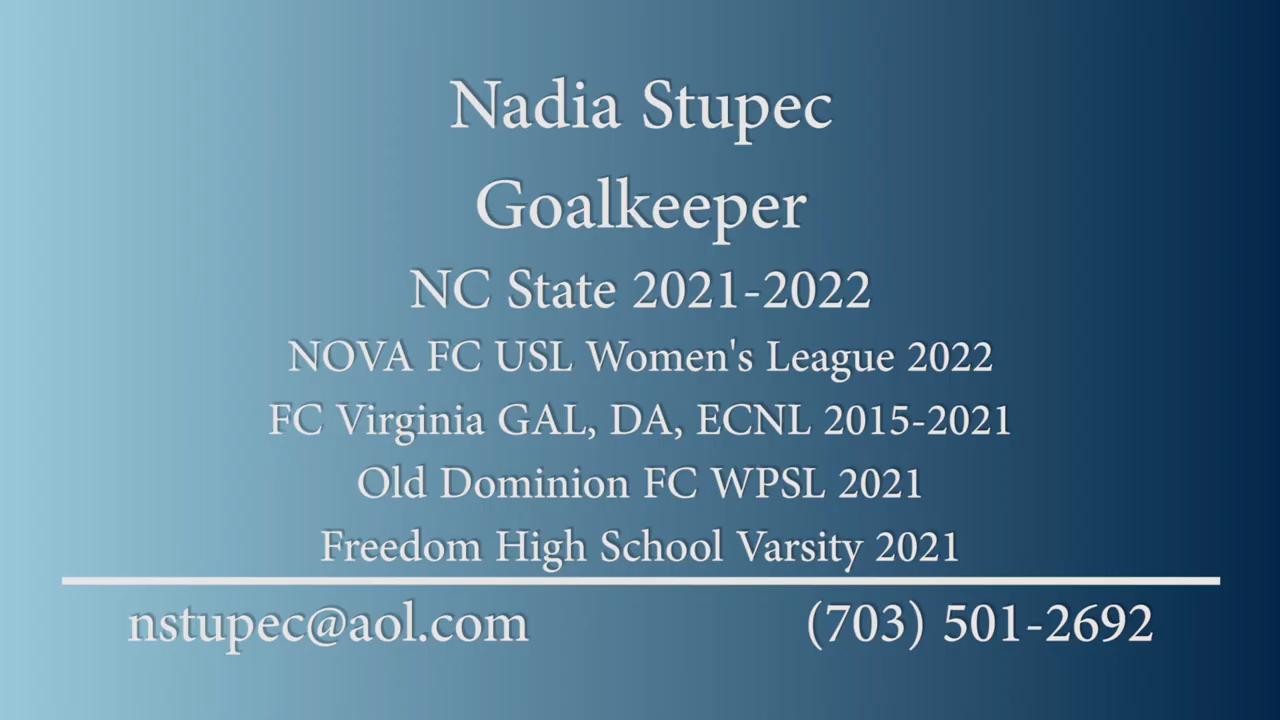 Nadia Stupec
Goalkeeper
NC State 2021-2022
NOVA FC USL Women's League 2022
FC Virginia GAL, DA, ECNL 2015-2021
Old Dominion FC WPSL 2021
Freedom High School Varsity 2021
nstupec@aol.com (703) 501-2692